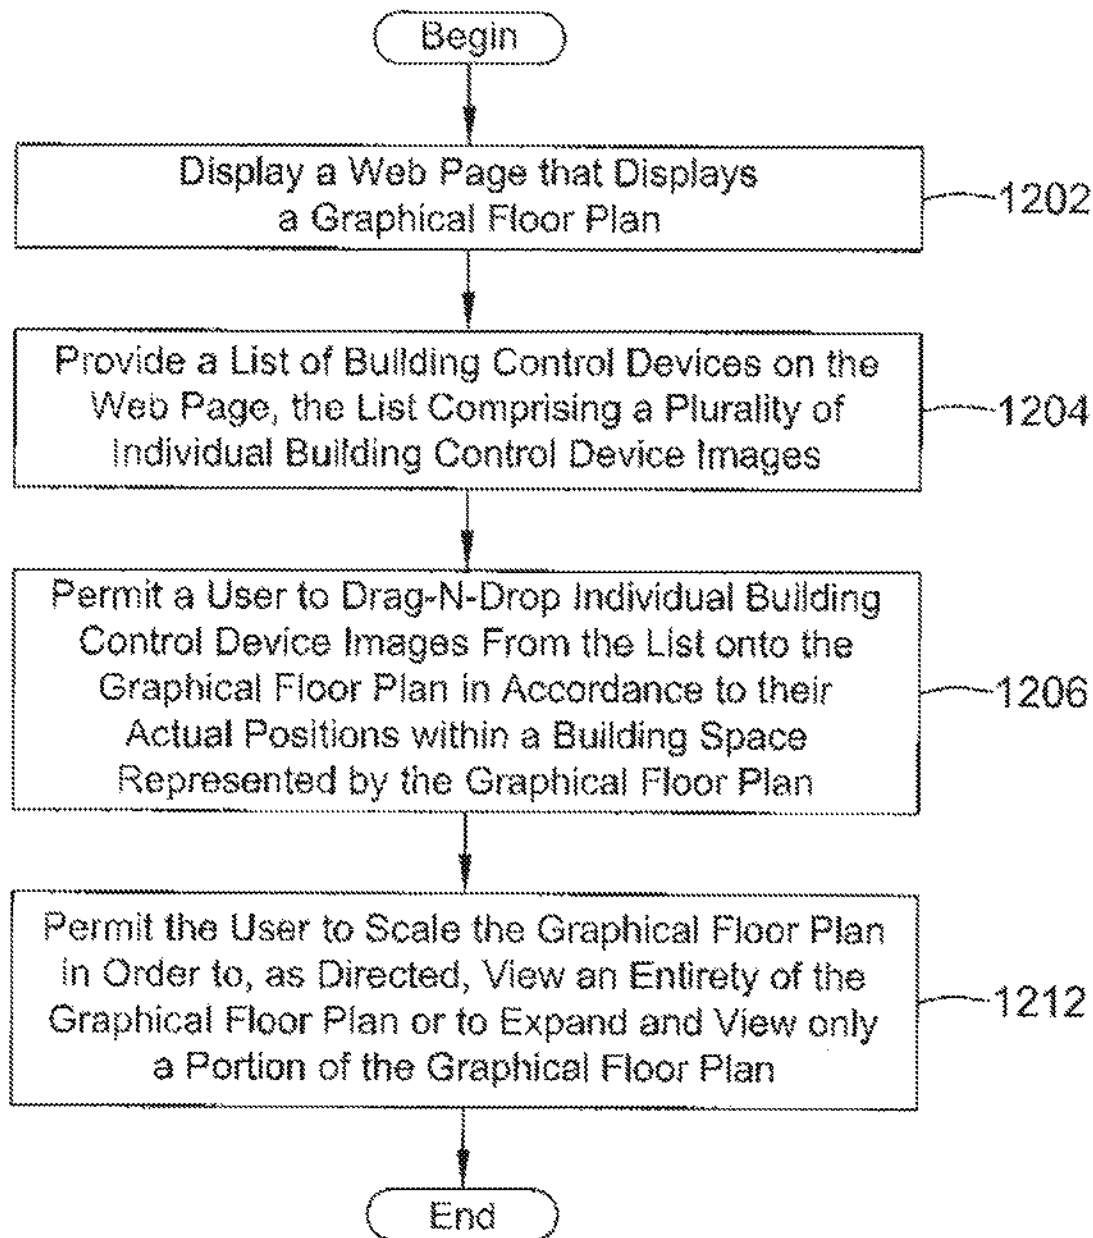 Begin
Display a Web Page that Displays
a Graphical Floor Plan
1202
Provide a List of Building Control Devices on the
Web Page, the List Comprising a Plurality of
Individual Building Control Device Images
1204
Permit a User to Drag-N-Drop Individual Building
Control Device Images From the List onto the
Graphical Floor Plan in Accordance to their
Actual Positions within a Building Space
Represented by the Graphical Floor Plan
1206
Permit the User to Scale the Graphical Floor Plan
in Order to, as Directed, View an Entirety of the
Graphical Floor Plan or to Expand and View only
a Portion of the Graphical Floor Plan
1212
End